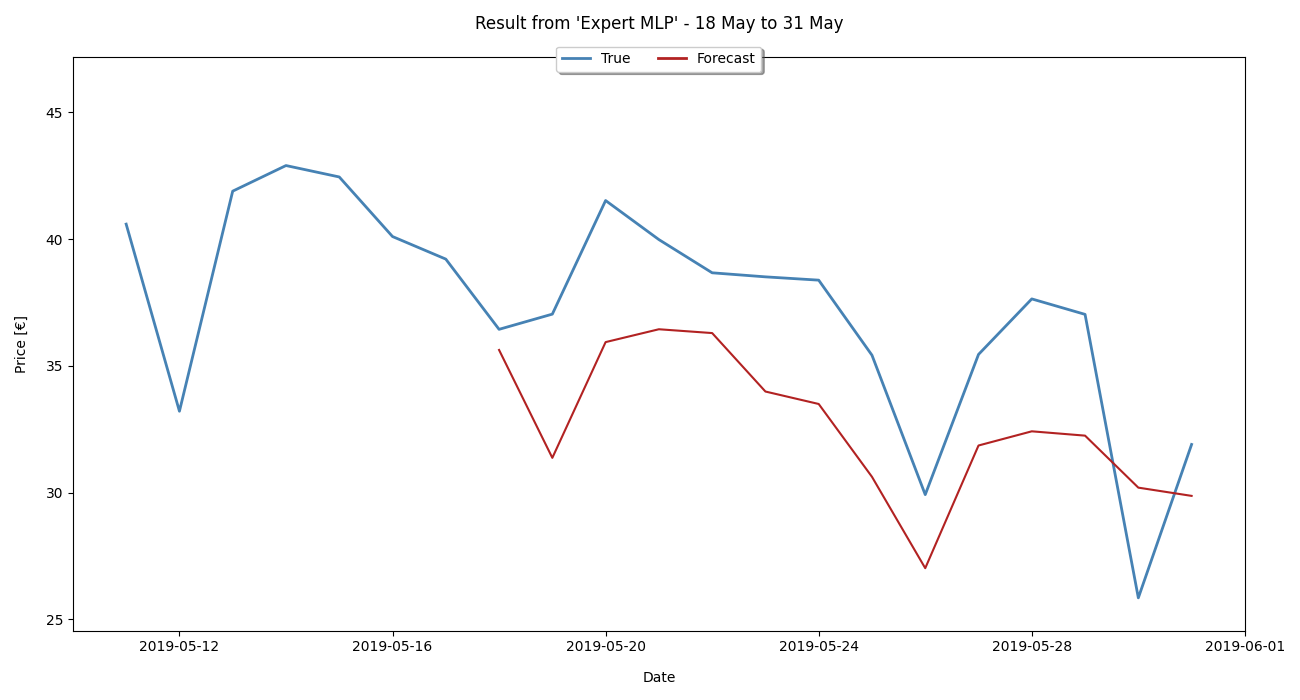 Result from 'Expert MLP' - 18 May to 31 May
True Forecast
45
40
35
30
25
Price [€]
2019-05-12 2019-05-16 2019-05-20 2019-05-24 2019-05-28 2019-06-01
Date